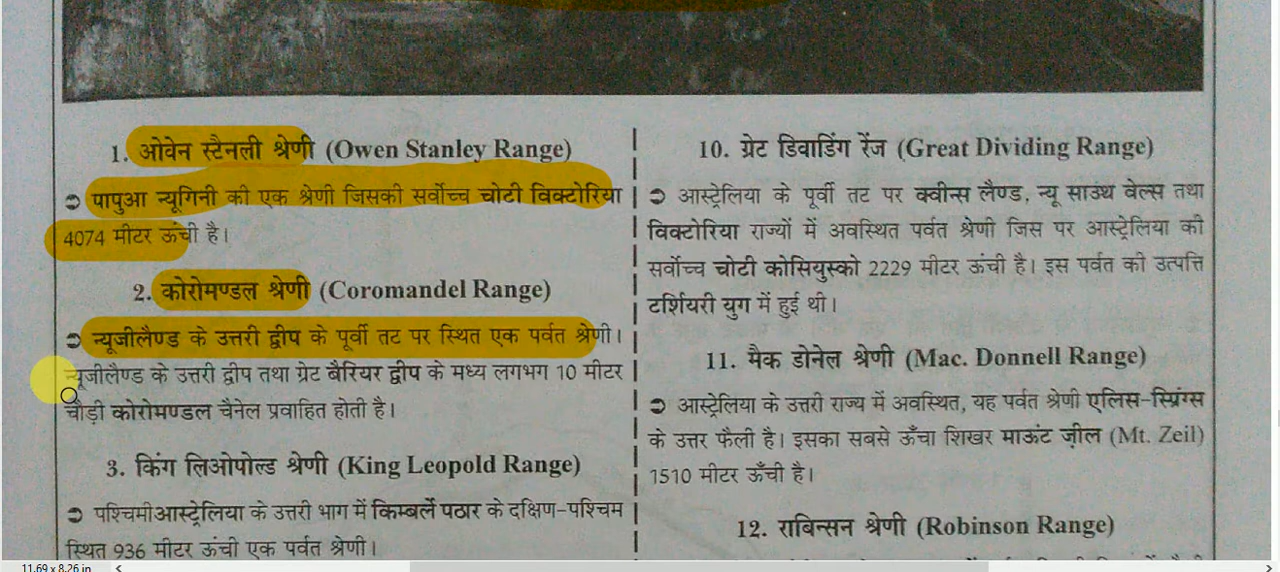 1. ओवेन स्टैनली श्रेणी (Owen Stanley Range)
➲ पापुआ न्यूगिनी की एक श्रेणी जिसकी सर्वोच्च चोटी विक्टोरिया
4074 मीटर ऊंची है।
2. कोरोमण्डल श्रेणी (Coromandel Range)
➲ न्यूजीलैण्ड के उत्तरी द्वीप के पूर्वी तट पर स्थित एक पर्वत श्रेणी।
न्यूजीलैण्ड के उत्तरी द्वीप तथा ग्रेट बैरियर द्वीप के मध्य लगभग 10 मीटर
चौड़ी कोरोमण्डल चैनेल प्रवाहित होती है।
3. किंग लिओपोल्ड श्रेणी (King Leopold Range)
➲ पश्चिमीआस्ट्रेलिया के उत्तरी भाग में किम्बर्ले पठार के दक्षिण-पश्चिम
स्थित 936 मीटर ऊंची एक पर्वत श्रेणी।
10. ग्रेट डिवाडिंग रेंज (Great Dividing Range)
➲ आस्ट्रेलिया के पूर्वी तट पर क्वीन्स लैण्ड, न्यू साउथ वेल्स तथा
विक्टोरिया राज्यों में अवस्थित पर्वत श्रेणी जिस पर आस्ट्रेलिया की
सर्वोच्च चोटी कोसियुस्को 2229 मीटर ऊंची है। इस पर्वत की उत्पत्ति
टर्शियरी युग में हुई थी।
11. मैक डोनेल श्रेणी (Mac. Donnell Range)
➲ आस्ट्रेलिया के उत्तरी राज्य में अवस्थित, यह पर्वत श्रेणी एलिस-स्प्रिंग्स
के उत्तर फैली है। इसका सबसे ऊँचा शिखर माऊंट ज़ील (Mt. Zeil)
1510 मीटर ऊँची है।
12. राबिन्सन श्रेणी (Robinson Range)
11.69 x 8.26 in